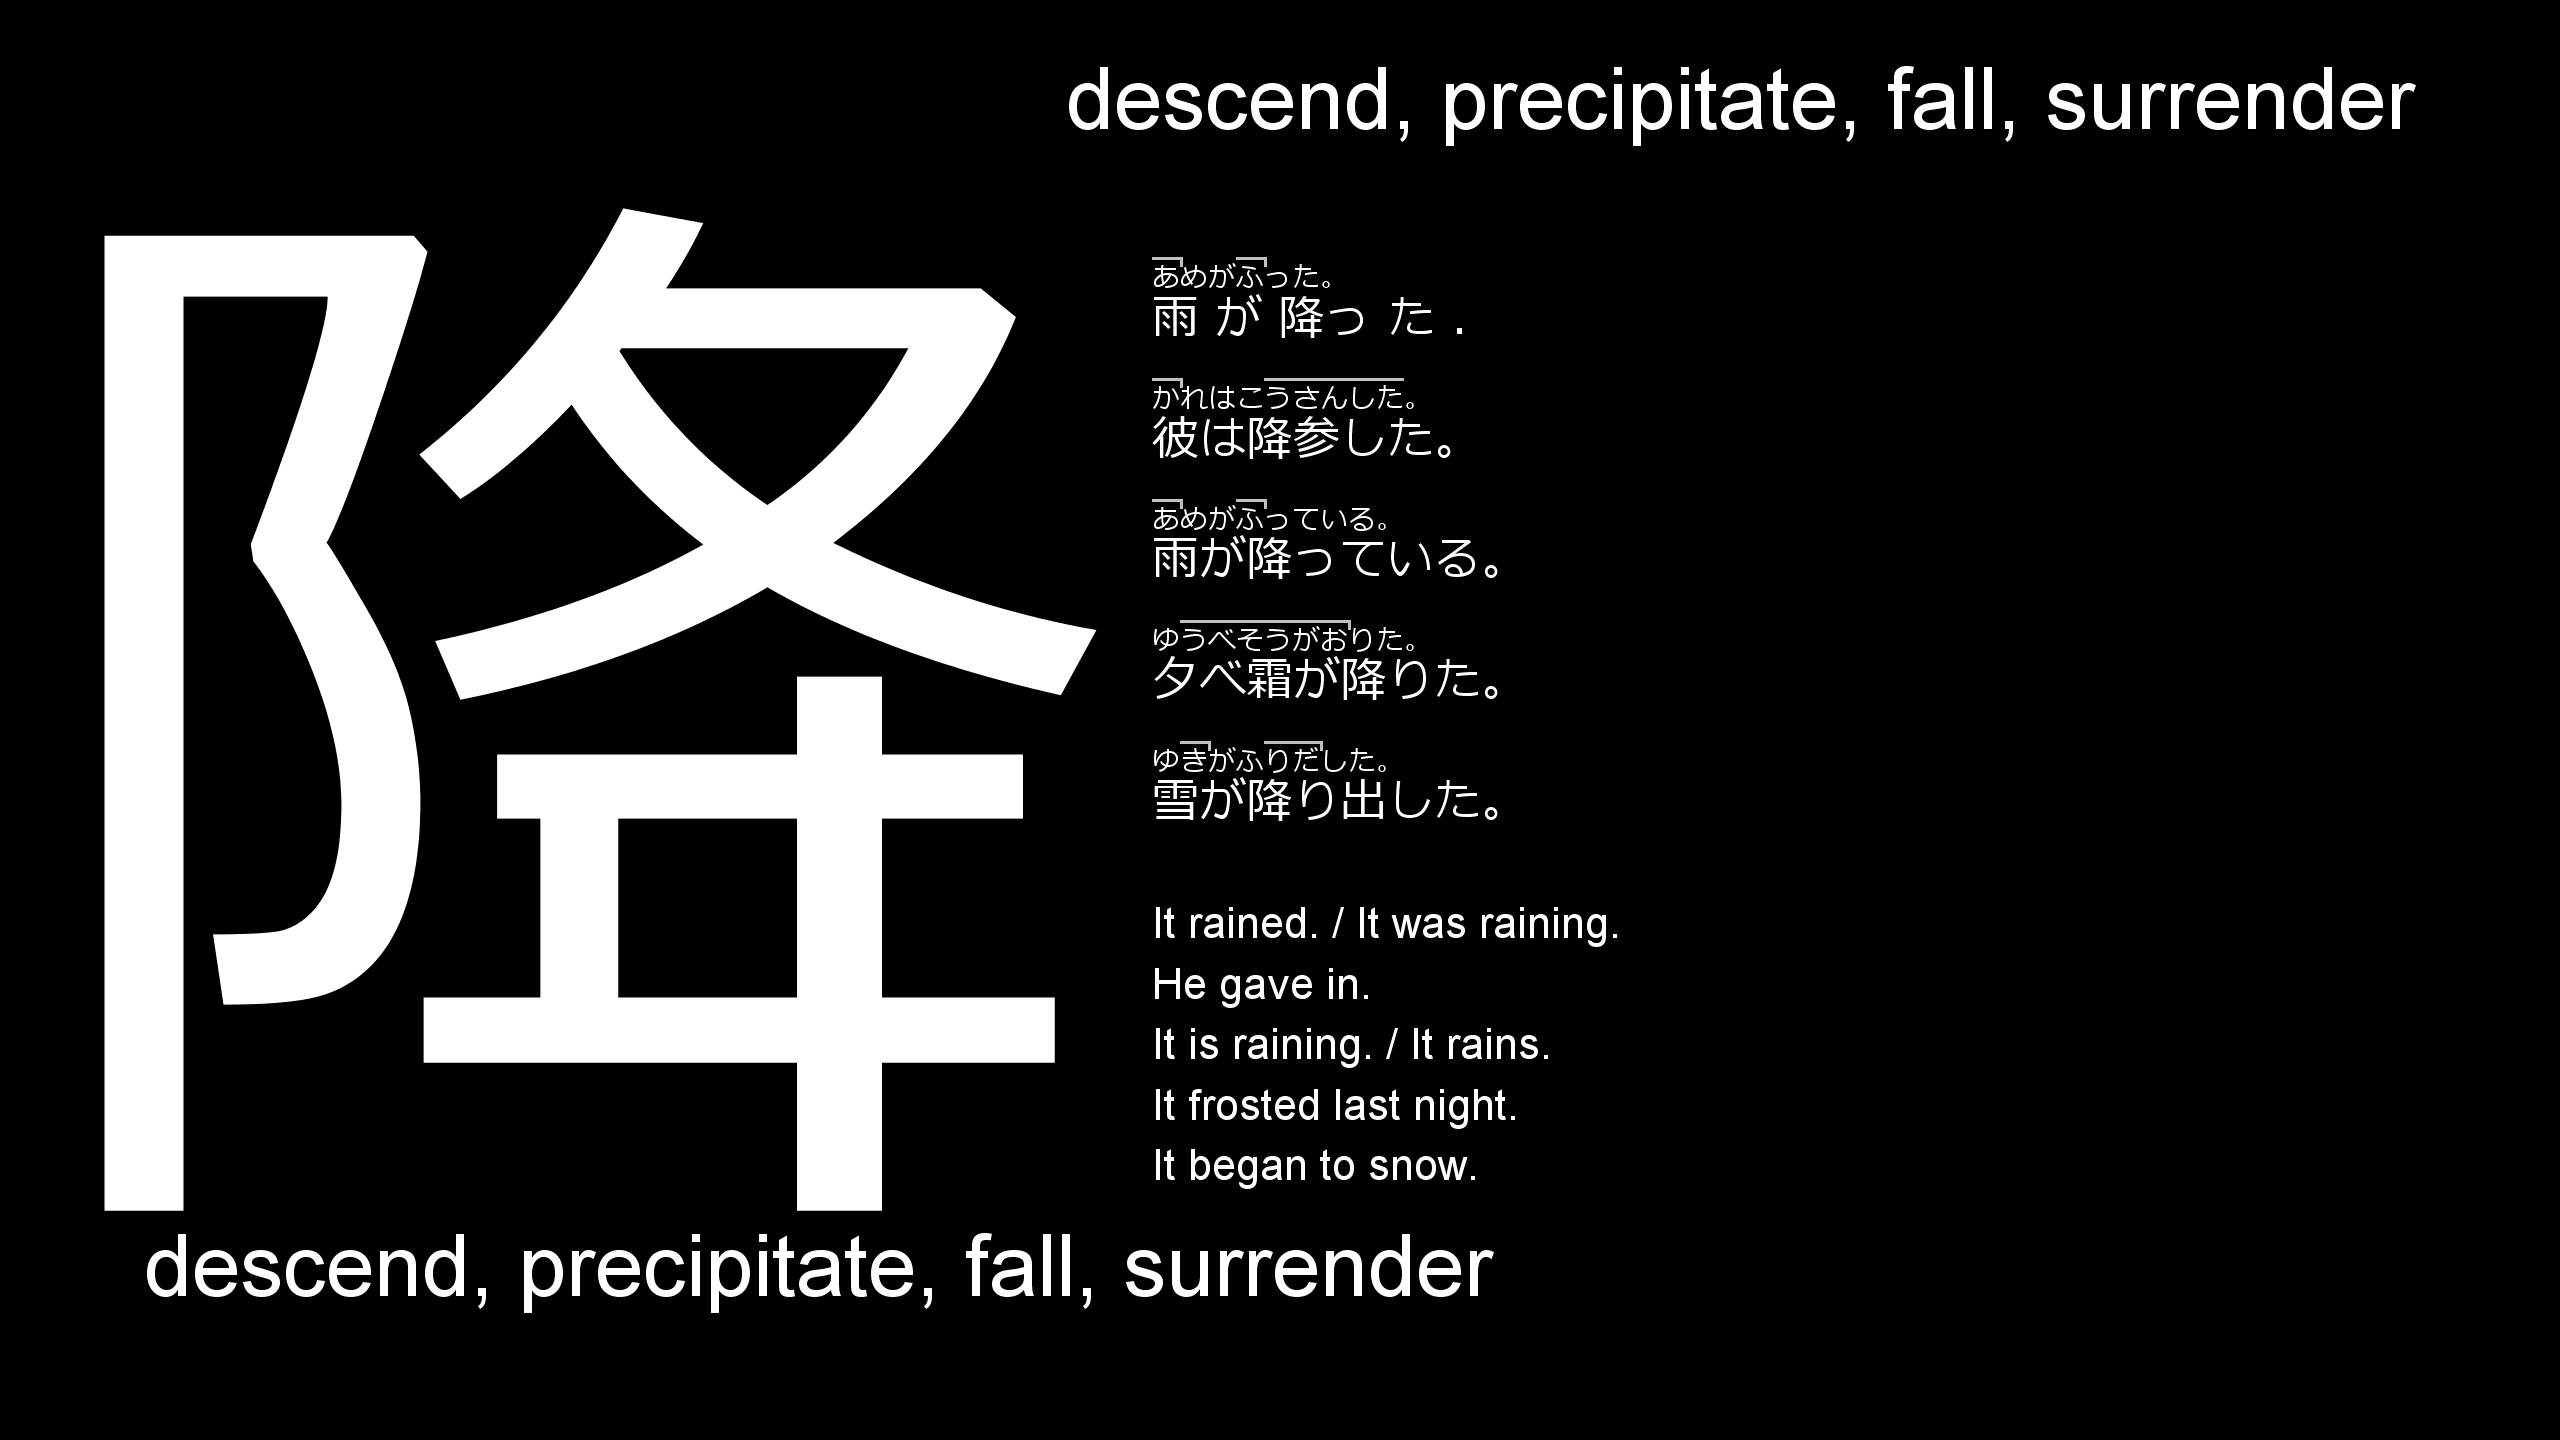 descend, precipitate, fall, surrender
降
あめがふった。
雨 が 降っ た .
かれはこうさんした。
彼は降参した。
あめがふっている。
雨が降っている。
ゆうべそうがおりた。
夕べ霜が降りた。
ゆきがふりだした。
雪が降り出した。
It rained. / It was raining.
He gave in.
It is raining. / It rains.
It frosted last night.
It began to snow.
descend, precipitate, fall, surrender